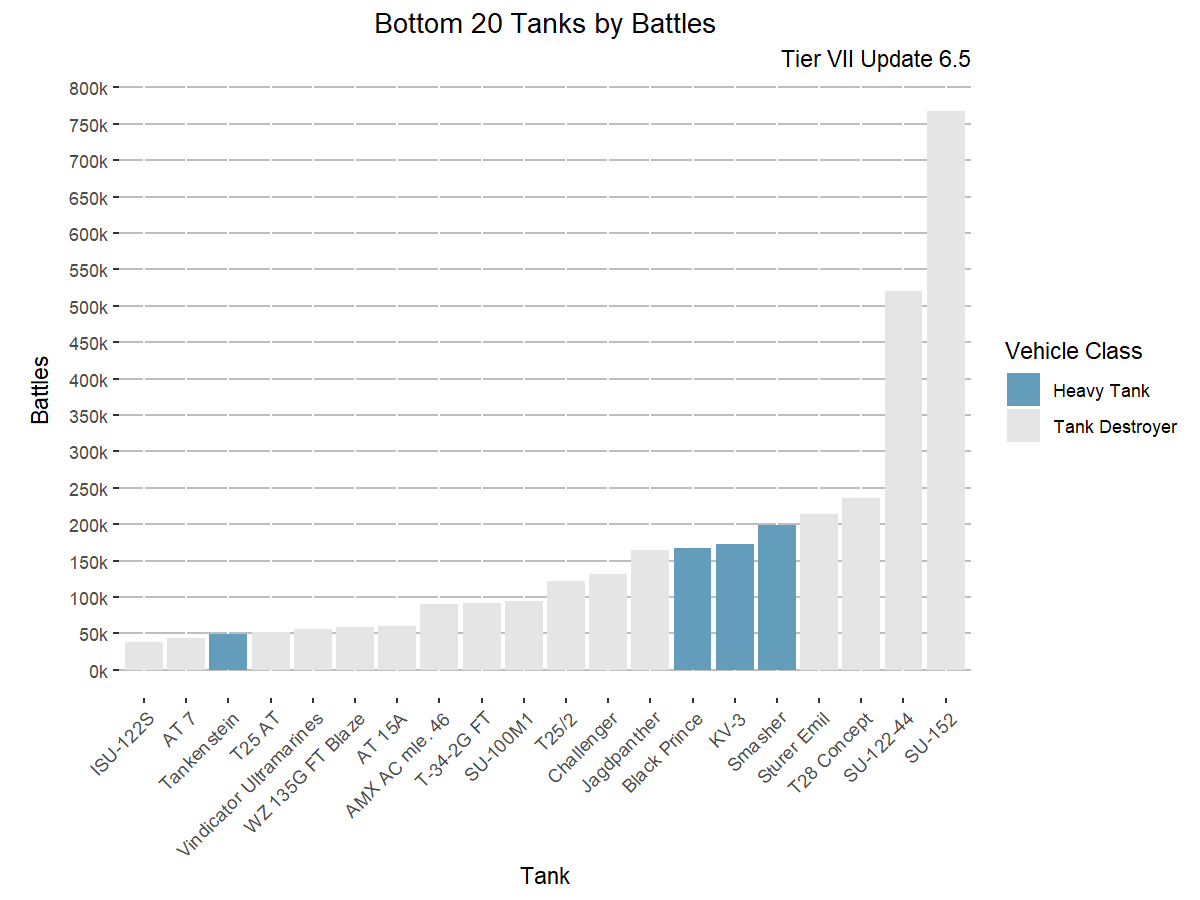 Bottom 20 Tanks by Battles
Tier VII Update 6.5
800k
750k
700k
650k
600k
550k
500k
450k
400k
350k
300k
250k
200k
150k
100k
50k
0k
Battles
ISU-122S
AT 7
Tankenstein
T25 AT
Vindicator Ultramarines
WZ 135G FT Blaze
AT 15A
AMX AC mle. 46
T-34-2G FT
SU-100M1
T25/2
Challenger
Jagdpanther
Black Prince
KV-3
Smasher
Sturer Emil
T28 Concept
SU-122-44
SU-152
Tank
Vehicle Class
Heavy Tank
Tank Destroyer